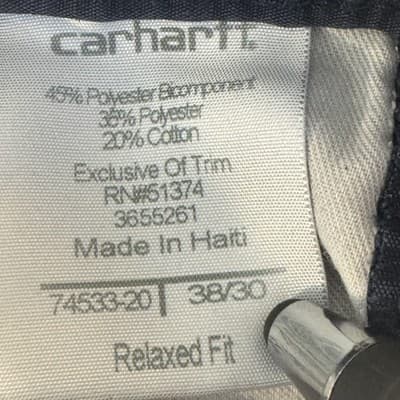 carhartt.
45% Polyester Bicomponent
35% Polyester
20% Cotton
Exclusive Of Trim
RN#51374
3655261
Made In Haiti
74533-20 38/30
Relaxed Fit